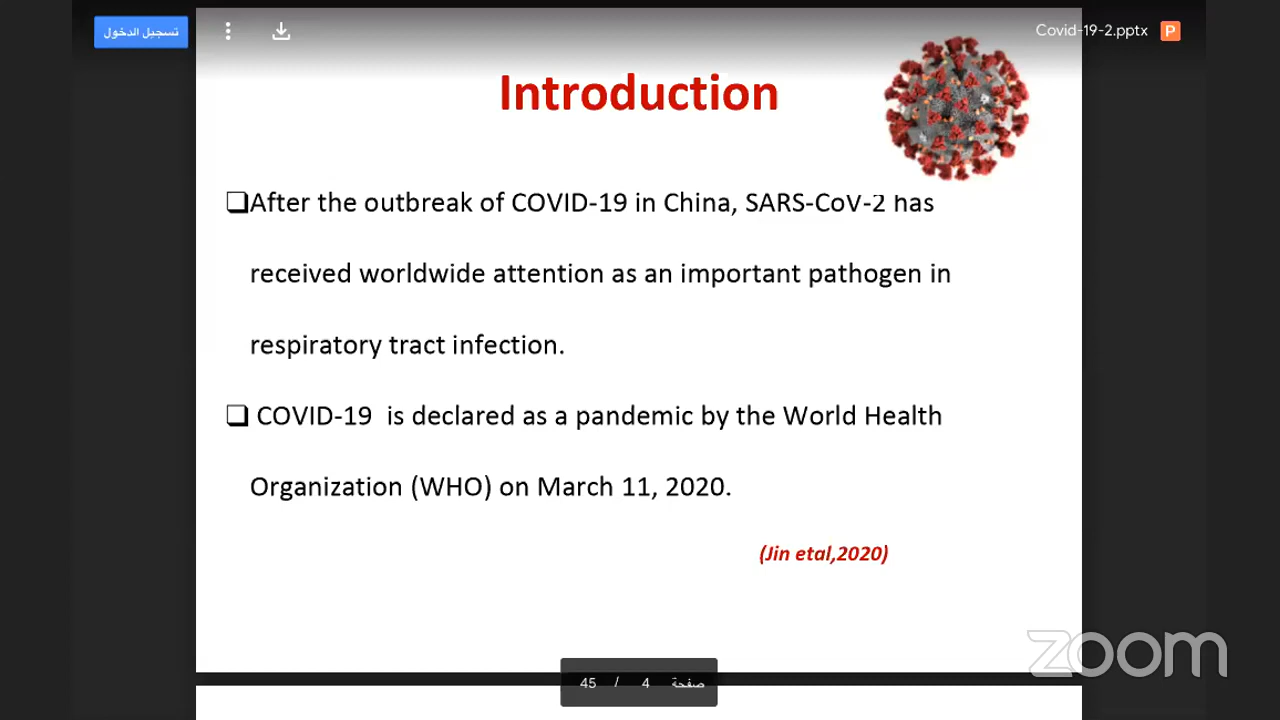 تسجيل الدخول
Covid-19-2.pptx
P
Introduction
❑After the outbreak of COVID-19 in China, SARS-CoV-2 has
received worldwide attention as an important pathogen in
respiratory tract infection.
❑ COVID-19 is declared as a pandemic by the World Health
Organization (WHO) on March 11, 2020.
(Jin etal,2020)
zoom
صفحة 4 / 45